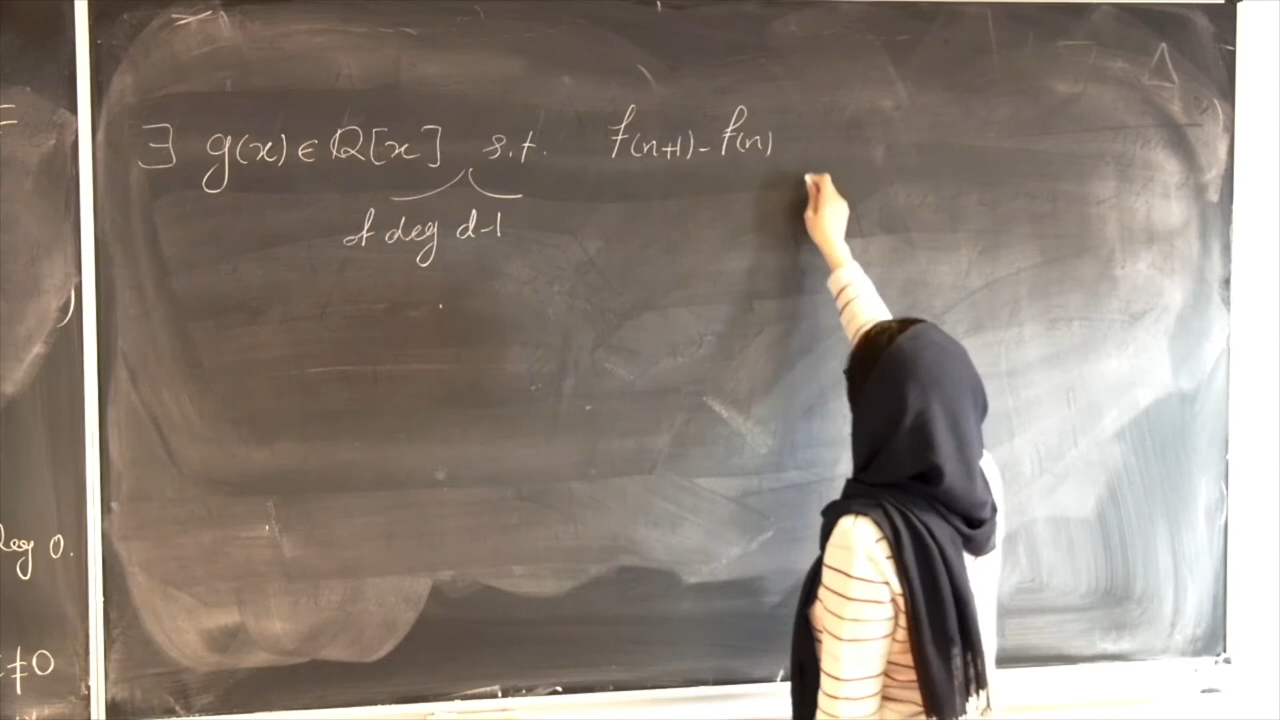 ∃ g(x) ∈ Q[x] s.t. f(n+1) - f(n)
of deg d-1
deg 0.
≠0